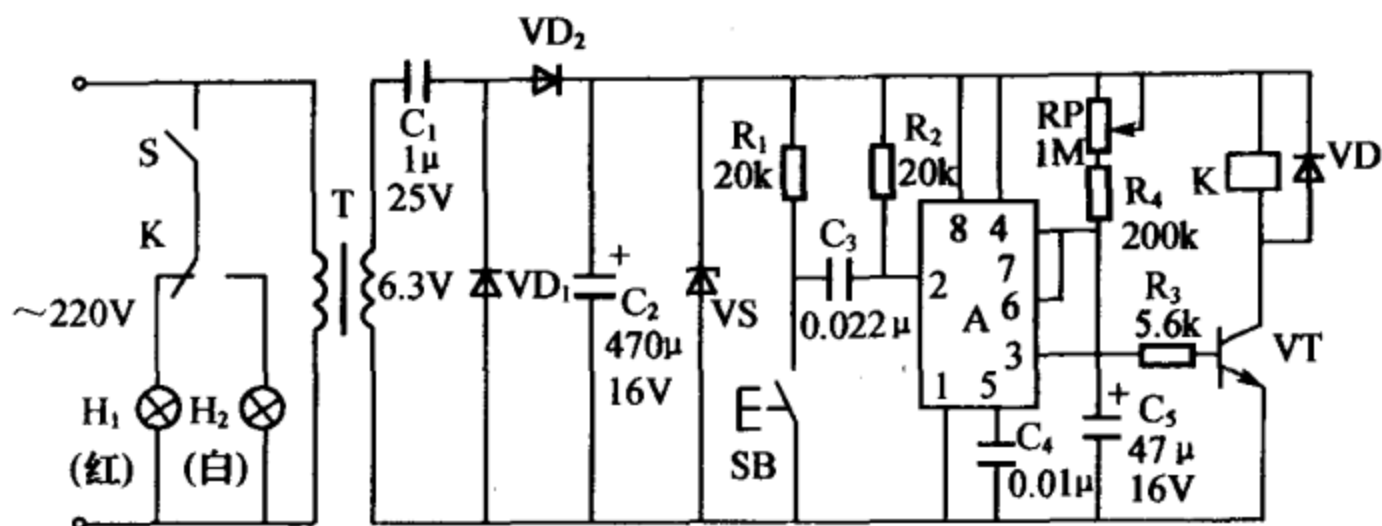 VD₂
C₁
1μ
25V
S
K
T
~220V
6.3V
VD₁
C₂
470μ
16V
VS
H₁
(红)
H₂
(白)
R₁
20k
R₂
20k
C₃
0.022μ
SB
8 4
7
2
A 6
3
1 5
C₄
0.01μ
RP
1M
R₄
200k
R₃
5.6k
C₅
47μ
16V
K
VD
VT
+
+